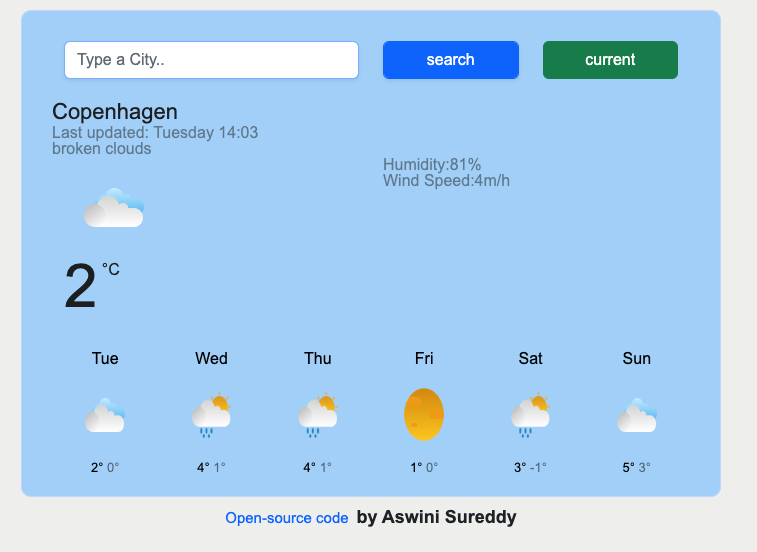 Type a City.. search current
Copenhagen
Last updated: Tuesday 14:03
broken clouds
Humidity:81%
Wind Speed:4m/h
2 °C
Tue Wed Thu Fri Sat Sun
2° 0° 4° 1° 4° 1° 1° 0° 3° -1° 5° 3°
Open-source code by Aswini Sureddy